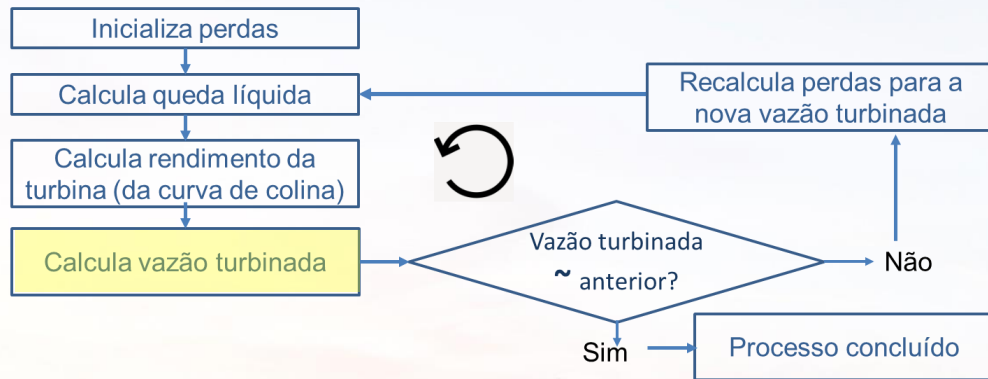 Inicializa perdas
Calcula queda líquida
Calcula rendimento da
turbina (da curva de colina)
Calcula vazão turbinada
Vazão turbinada
~ anterior?
Não
Recalcula perdas para a
nova vazão turbinada
Sim
Processo concluído